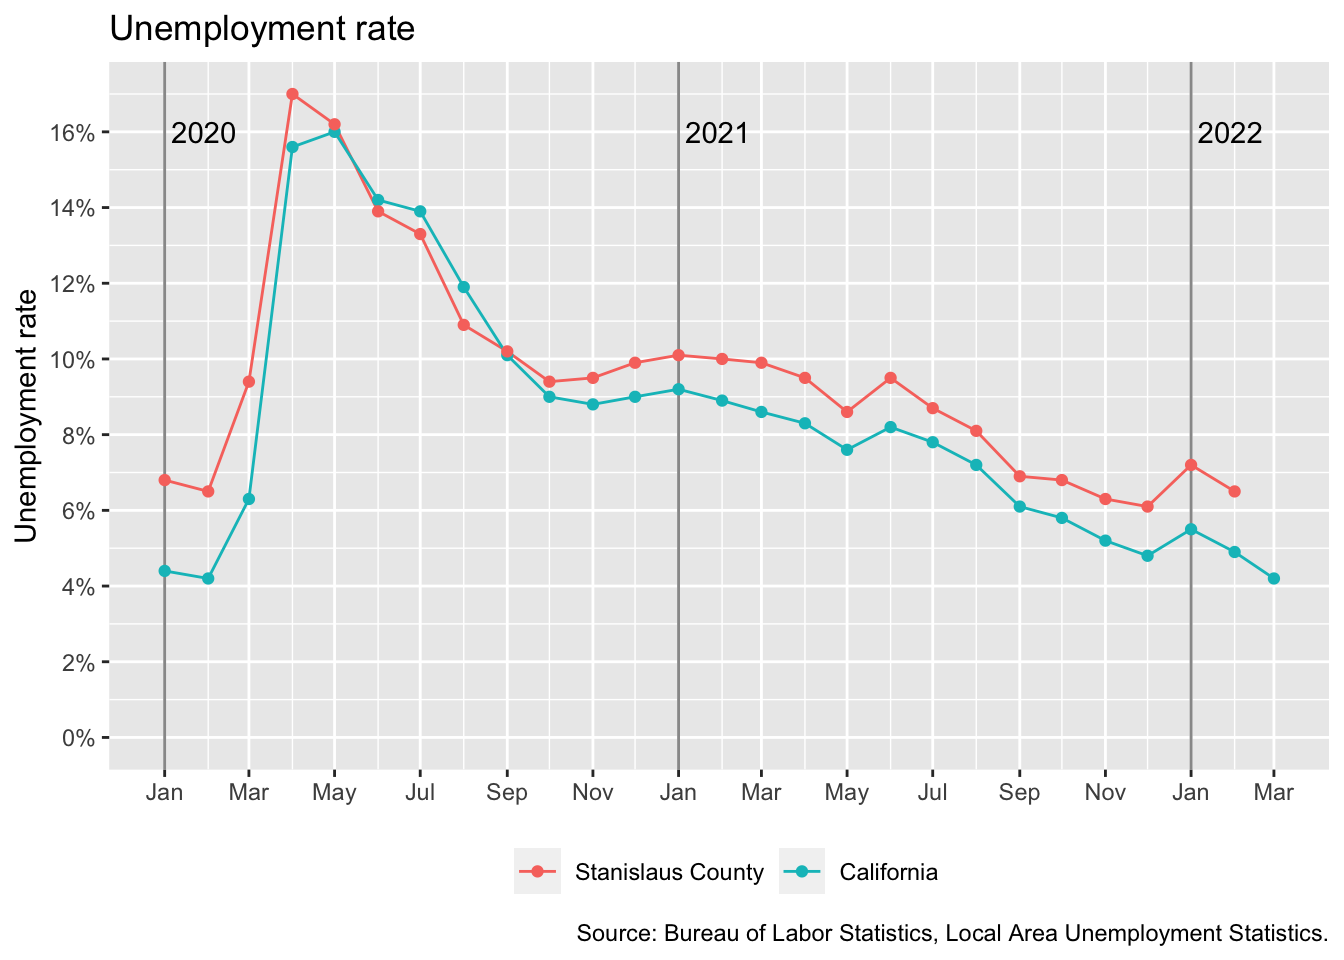 Unemployment rate
2020 2021 2022
Unemployment rate
16%
14%
12%
10%
8%
6%
4%
2%
0%
Jan Mar May Jul Sep Nov Jan Mar May Jul Sep Nov Jan Mar
Stanislaus County California
Source: Bureau of Labor Statistics, Local Area Unemployment Statistics.